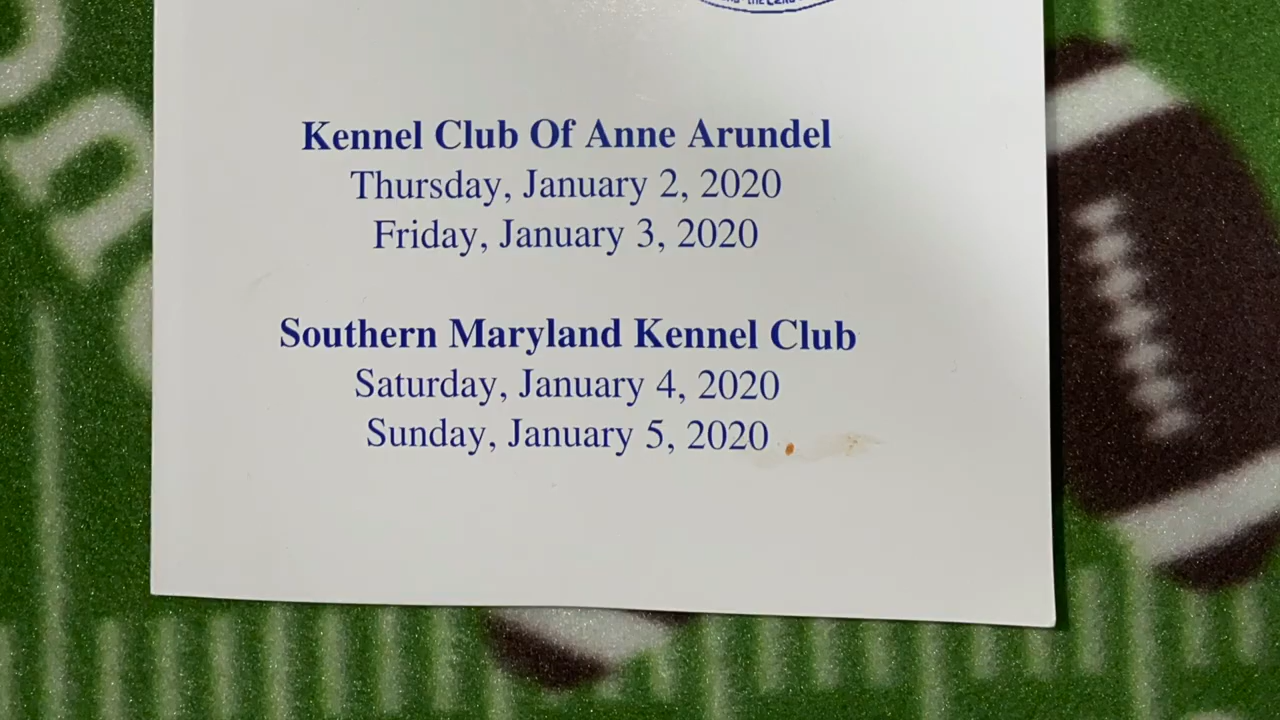 Kennel Club Of Anne Arundel
Thursday, January 2, 2020
Friday, January 3, 2020
Southern Maryland Kennel Club
Saturday, January 4, 2020
Sunday, January 5, 2020